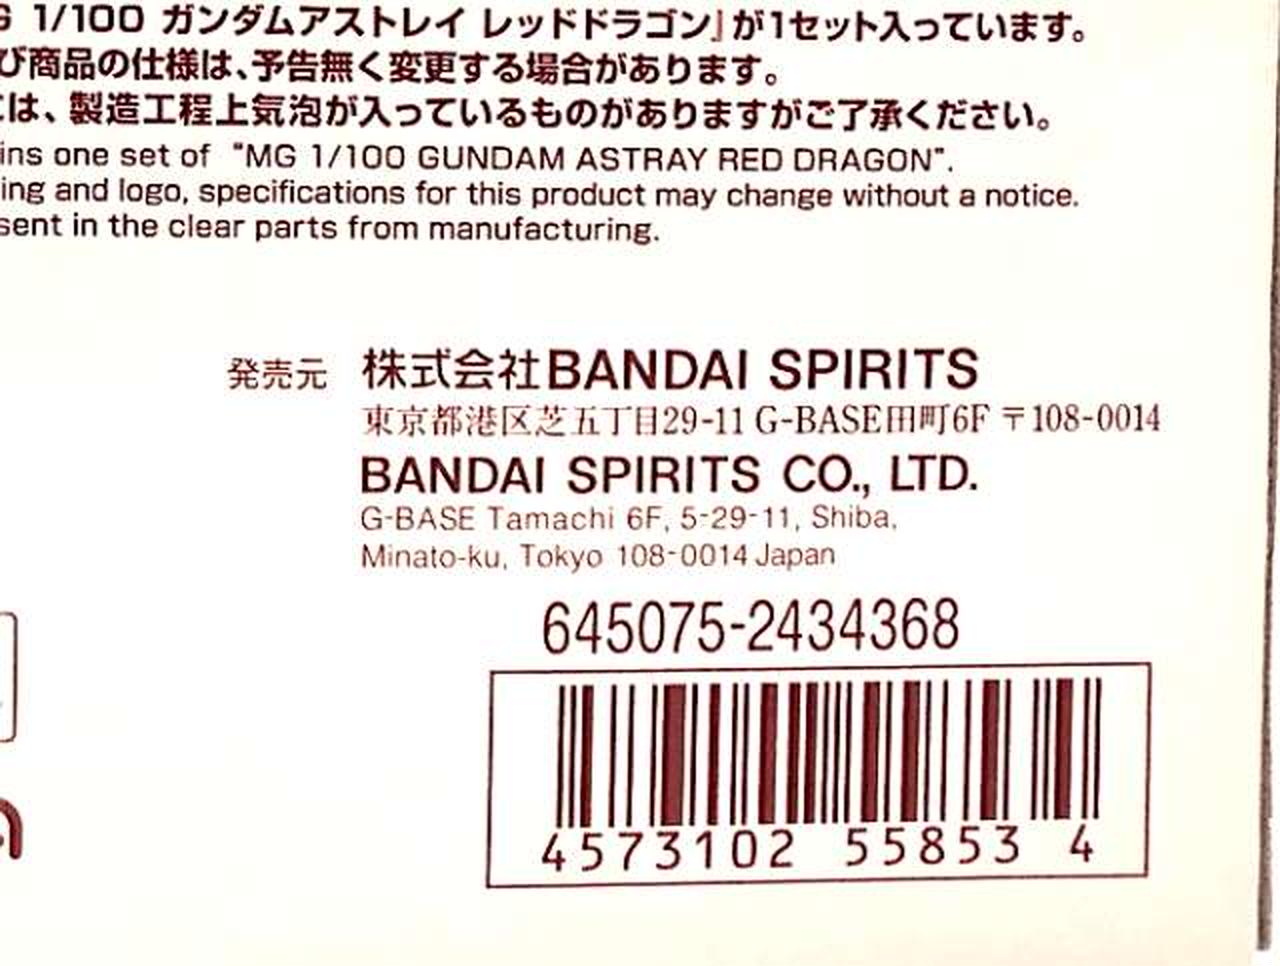 1/100 ガンダムアストレイ レッドドラゴン』が1セット入っています。
び商品の仕様は、予告無く変更する場合があります。
は、製造工程上気泡が入っているものがありますがご了承ください。
ins one set of “MG 1/100 GUNDAM ASTRAY RED DRAGON”.
ing and logo, specifications for this product may change without a notice.
sent in the clear parts from manufacturing.
発売元 株式会社BANDAI SPIRITS
東京都港区芝五丁目29-11 G-BASE田町6F 〒108-0014
BANDAI SPIRITS CO., LTD.
G-BASE Tamachi 6F, 5-29-11, Shiba,
Minato-ku, Tokyo 108-0014 Japan
645075-2434368
4573102 55853 4